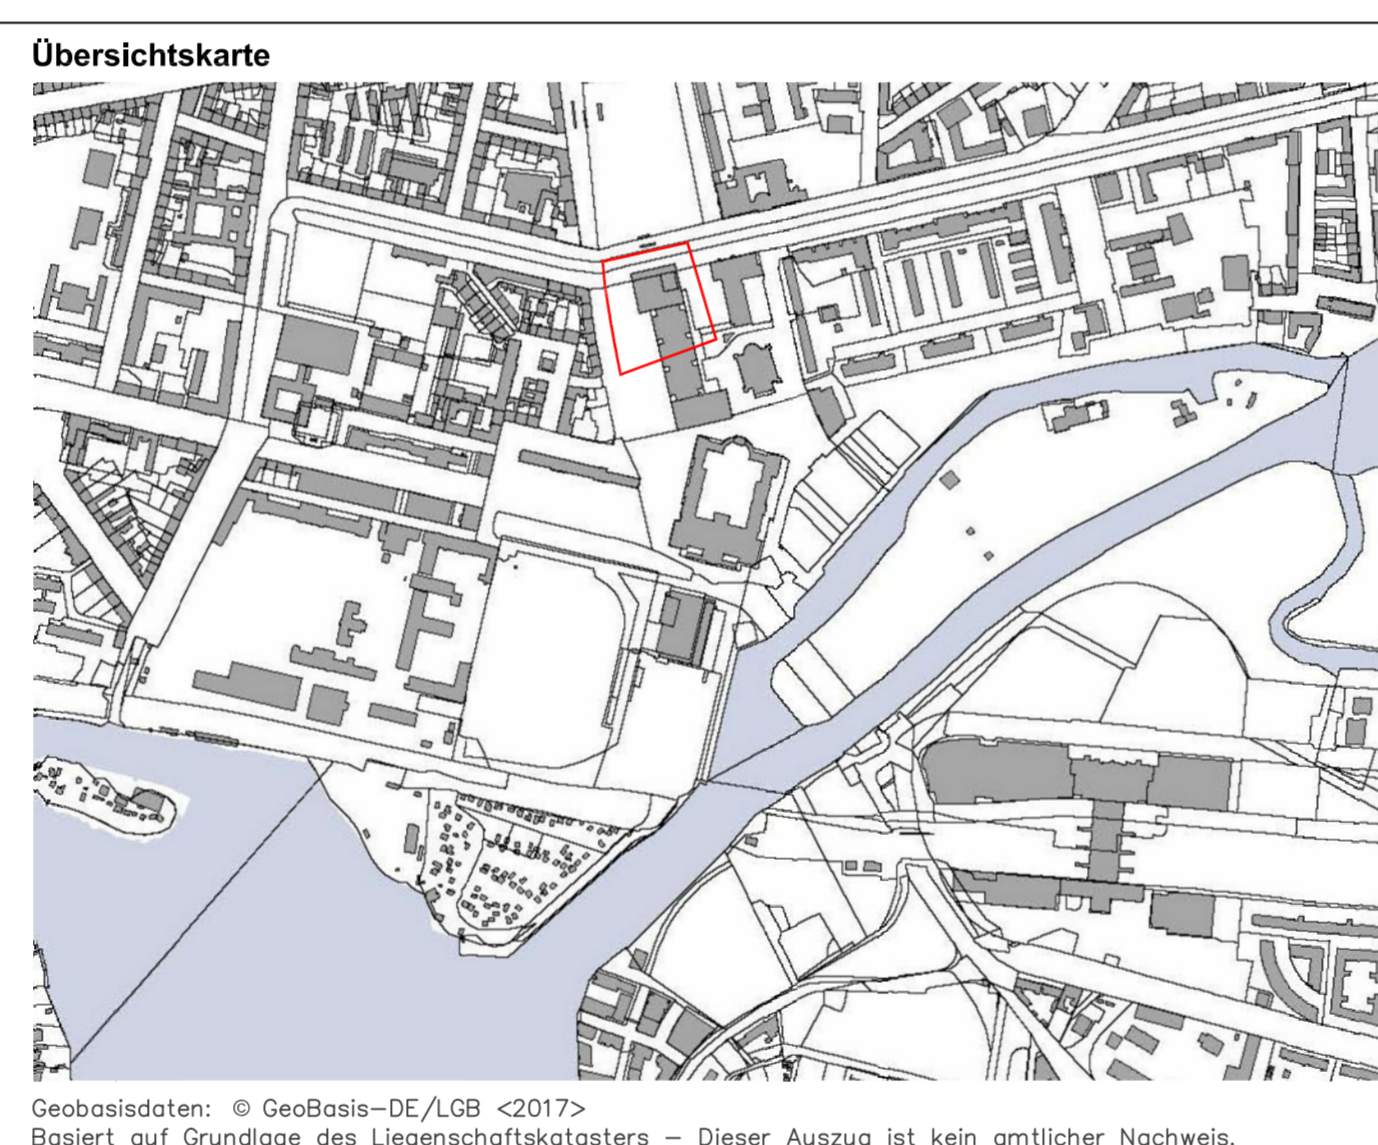 Übersichtskarte
Geobasisdaten: © GeoBasis-DE/LGB <2017>
Basiert auf Grundlage des Liegenschaftskatasters – Dieser Auszug ist kein amtlicher Nachweis.